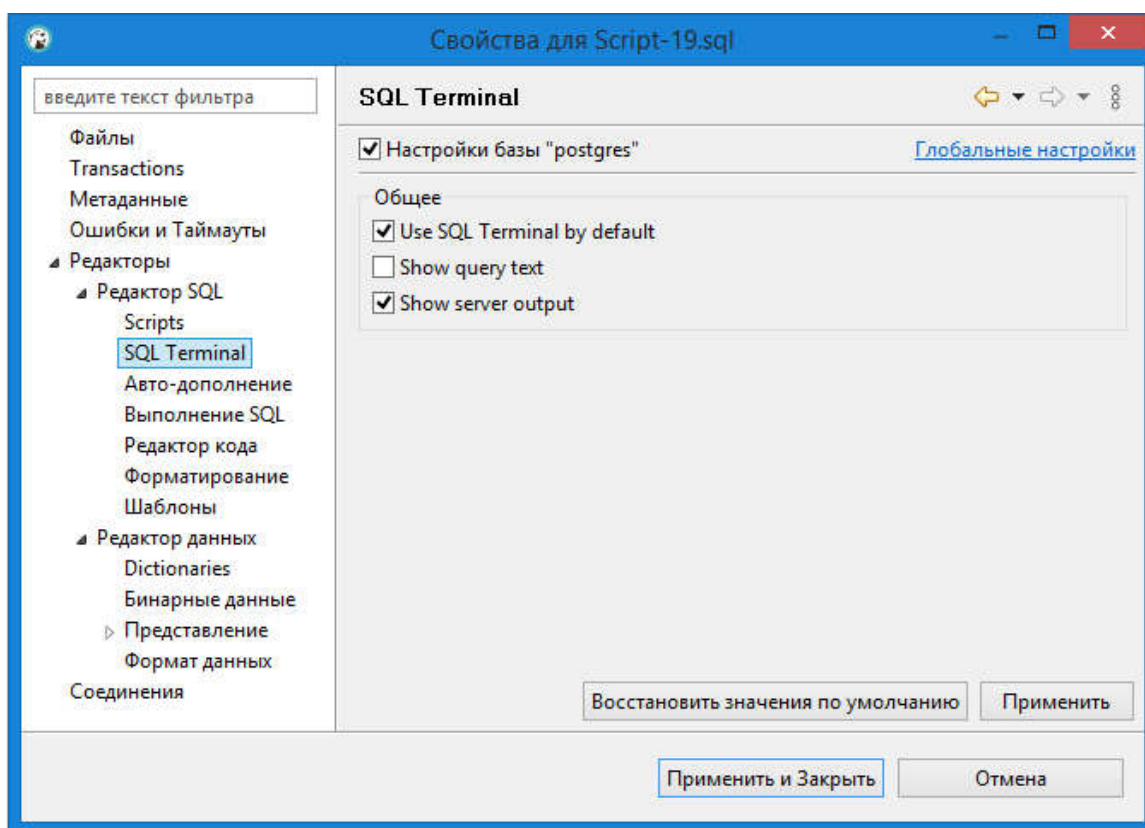 Свойства для Script-19.sql
введите текст фильтра
Файлы
Transactions
Метаданные
Ошибки и Таймауты
Редакторы
Редактор SQL
Scripts
SQL Terminal
Авто-дополнение
Выполнение SQL
Редактор кода
Форматирование
Шаблоны
Редактор данных
Dictionaries
Бинарные данные
Представление
Формат данных
Соединения
SQL Terminal
Настройки базы "postgres" Глобальные настройки
Общее
Use SQL Terminal by default
Show query text
Show server output
Восстановить значения по умолчанию Применить
Применить и Закрыть Отмена